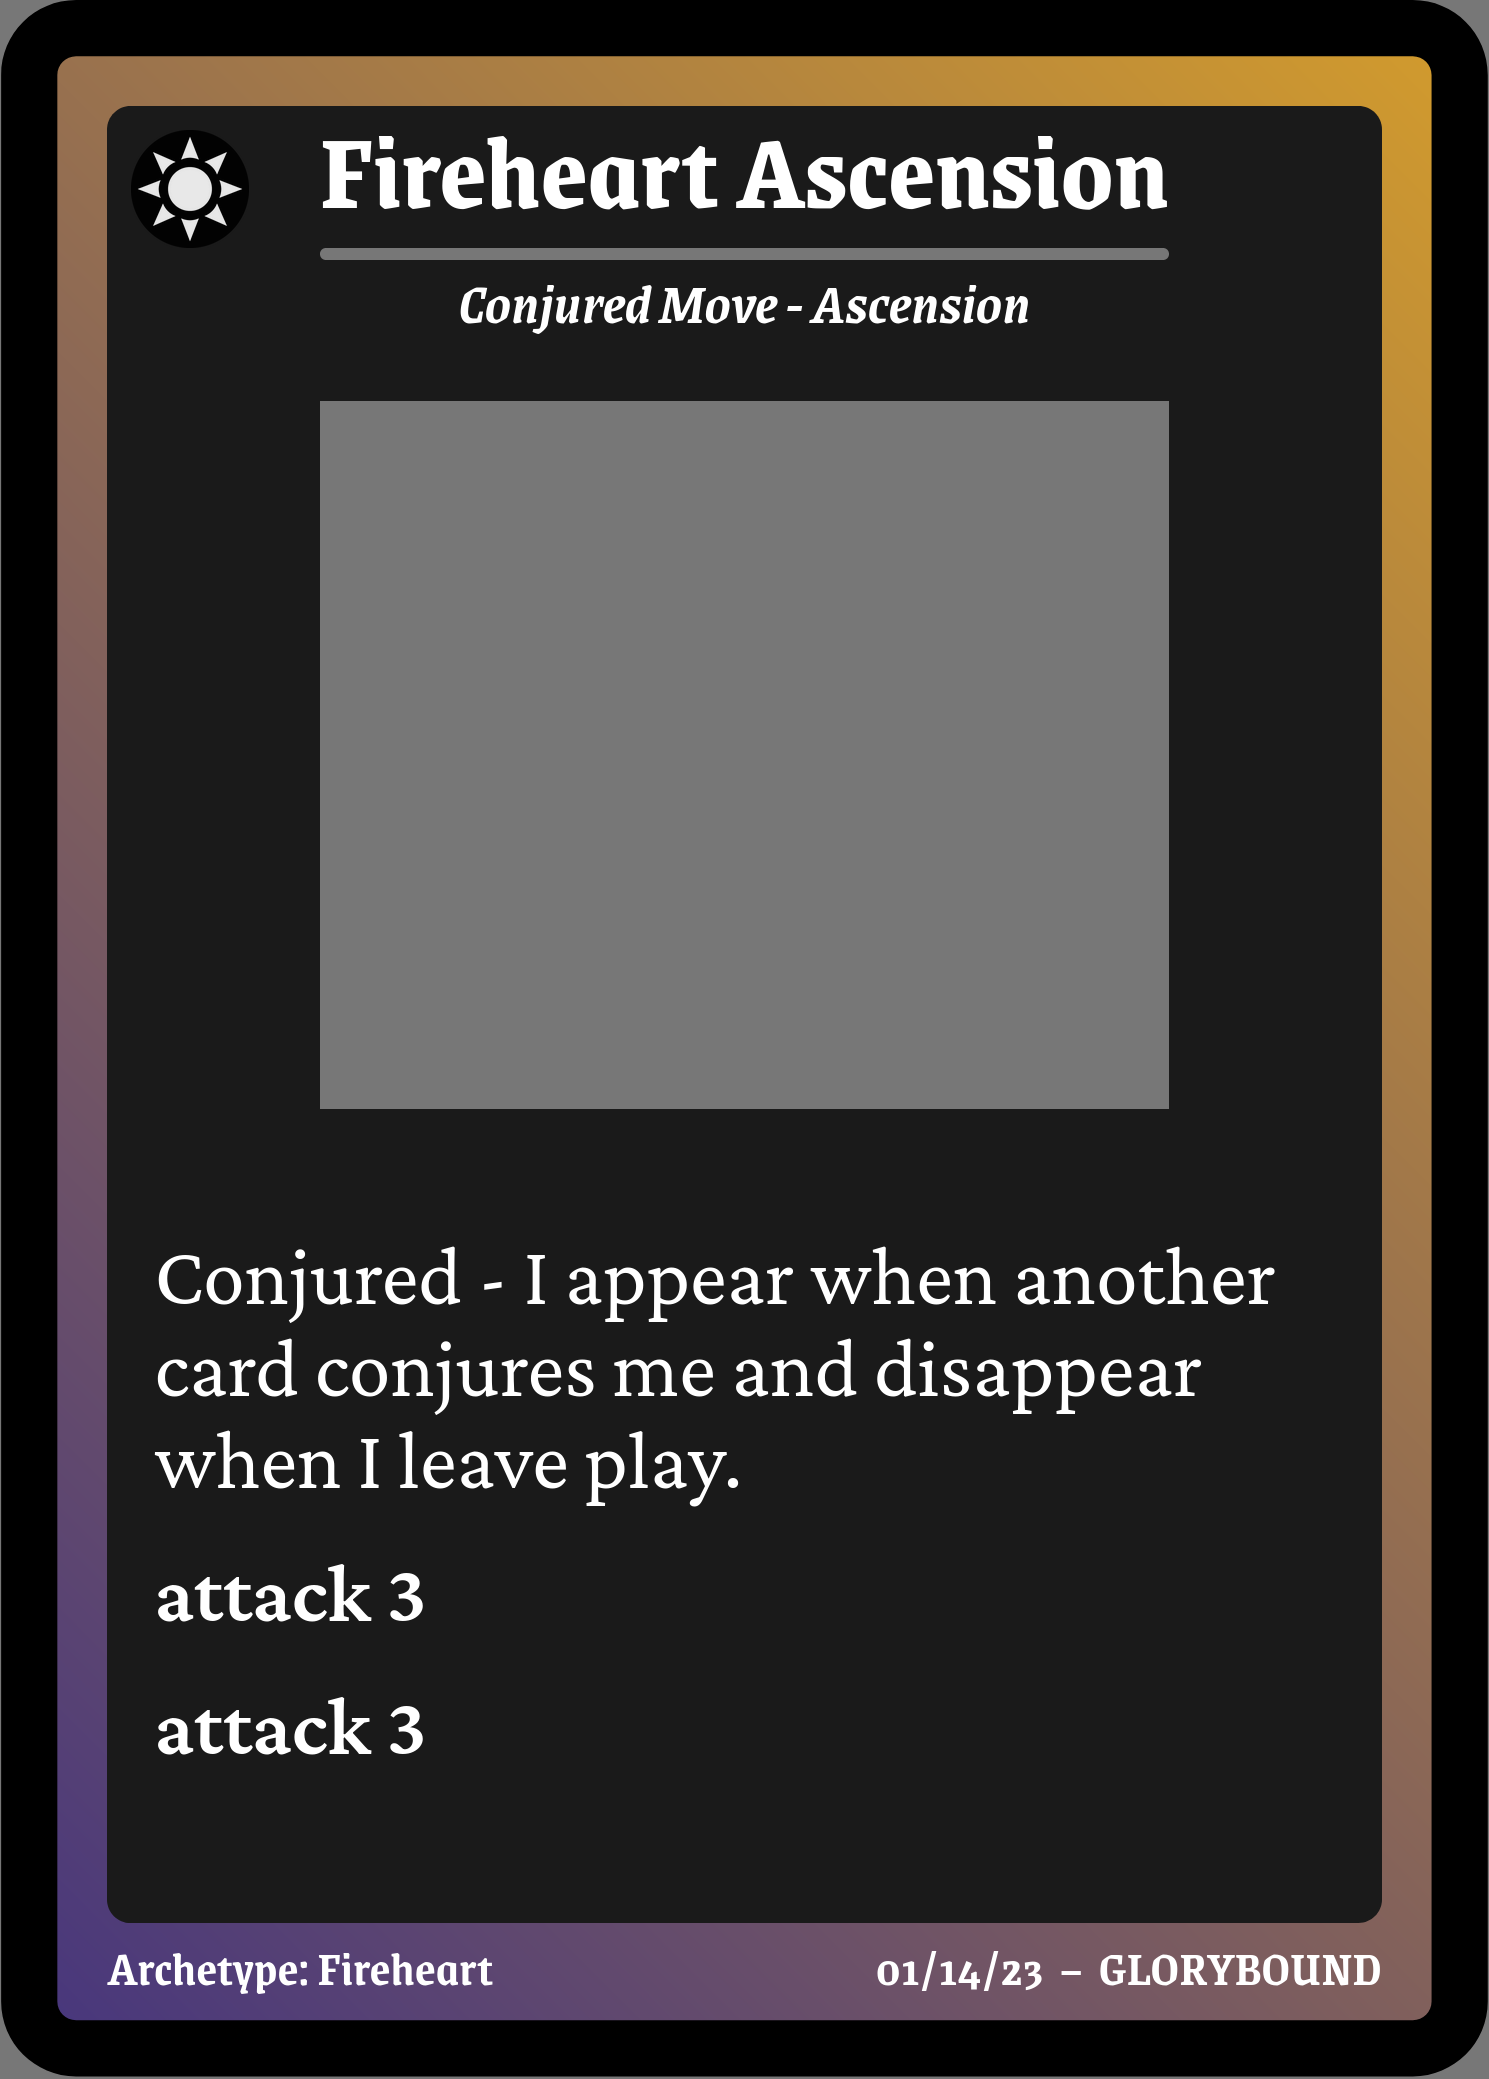 Fireheart Ascension
Conjured Move - Ascension
Conjured - I appear when another
card conjures me and disappear
when I leave play.
attack 3
attack 3
Archetype: Fireheart
01/14/23 – GLORYBOUND